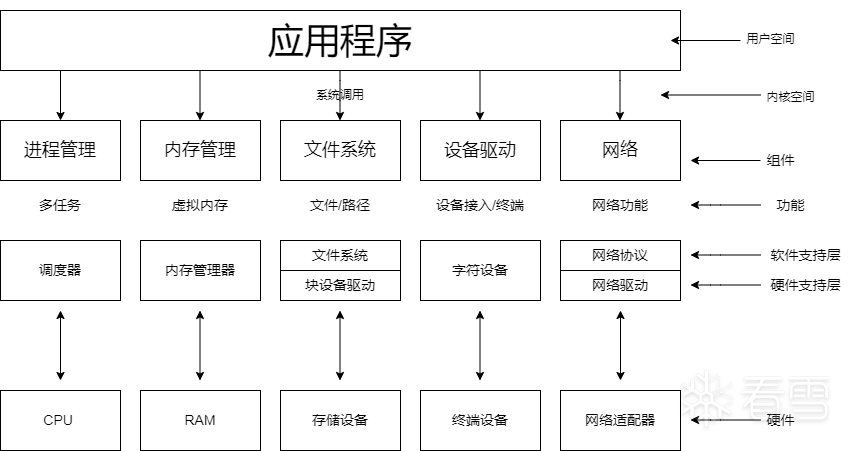 应用程序
用户空间
系统调用
内核空间
进程管理
内存管理
文件系统
设备驱动
网络
组件
多任务
虚拟内存
文件/路径
设备接入/终端
网络功能
功能
调度器
内存管理器
文件系统
块设备驱动
字符设备
网络协议
网络驱动
软件支持层
硬件支持层
CPU
RAM
存储设备
终端设备
网络适配器
硬件
看雪